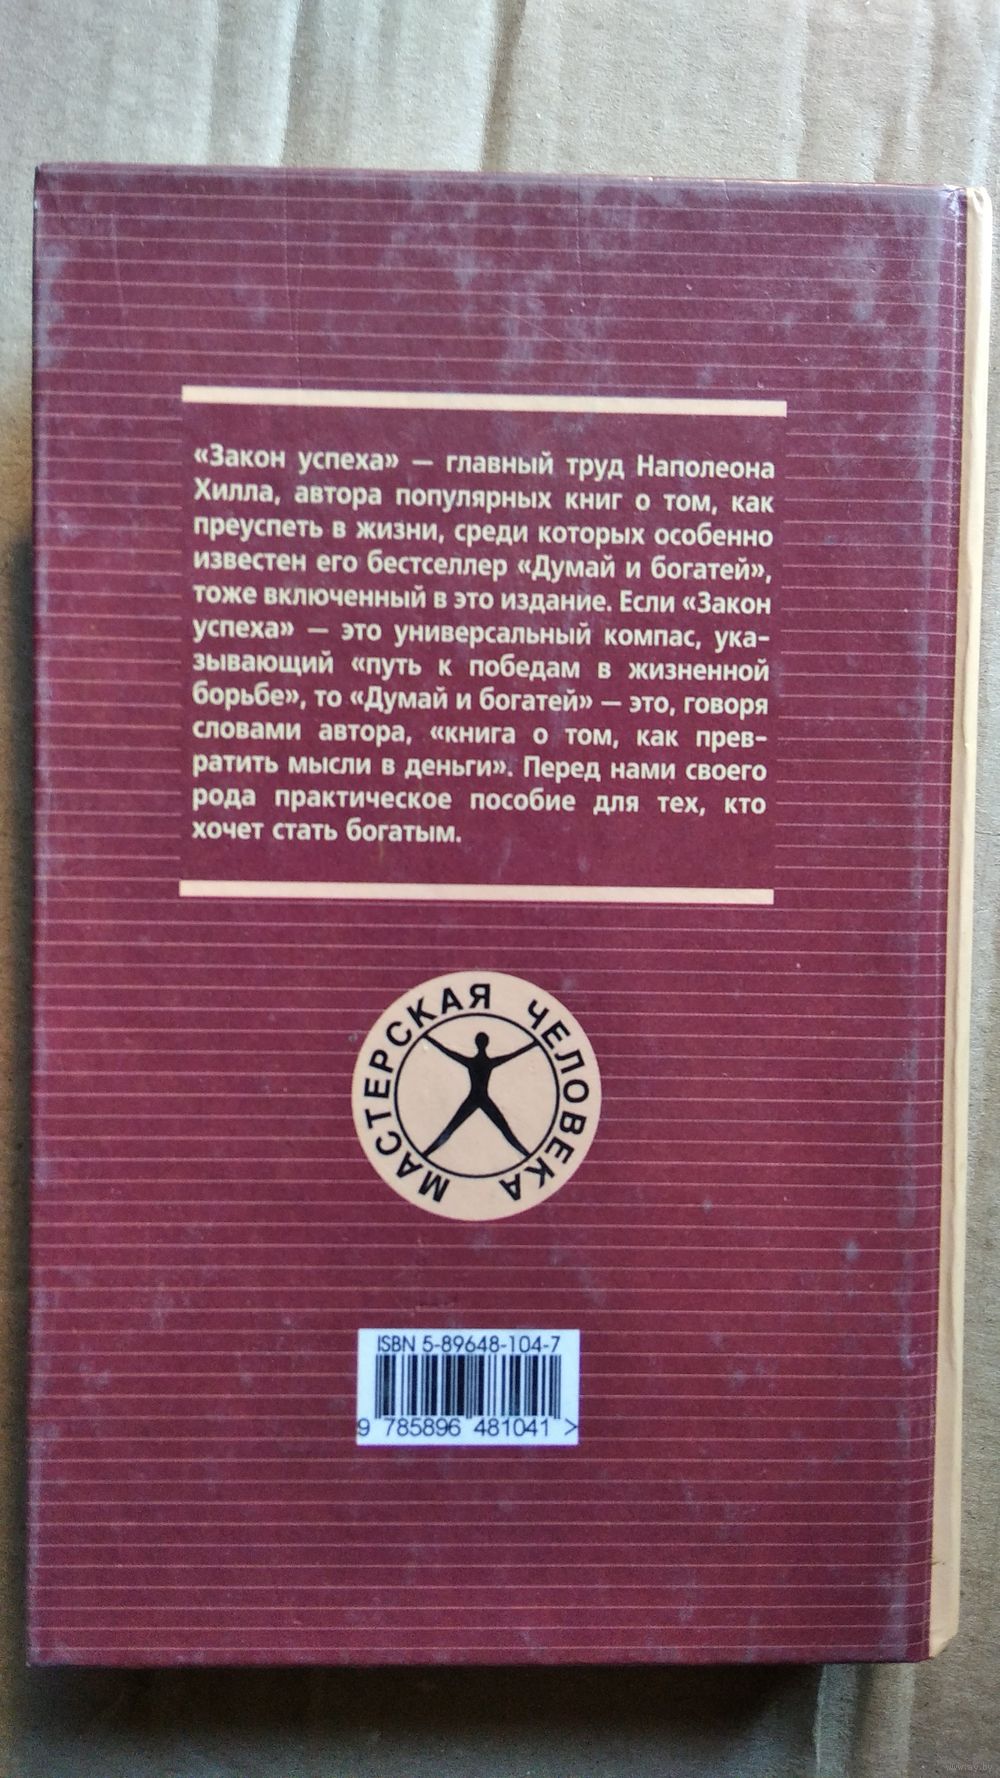 «Закон успеха» — главный труд Наполеона
Хилла, автора популярных книг о том, как
преуспеть в жизни, среди которых особенно
известен его бестселлер «Думай и богатей»,
тоже включенный в это издание. Если «Закон
успеха» — это универсальный компас, ука-
зывающий «путь к победам в жизненной
борьбе», то «Думай и богатей» — это, говоря
словами автора, «книга о том, как прев-
ратить мысли в деньги». Перед нами своего
рода практическое пособие для тех, кто
хочет стать богатым.
МАСТЕРСКАЯ ЧЕЛОВЕКА
ISBN 5-89648-104-7
9 785896 481041 >